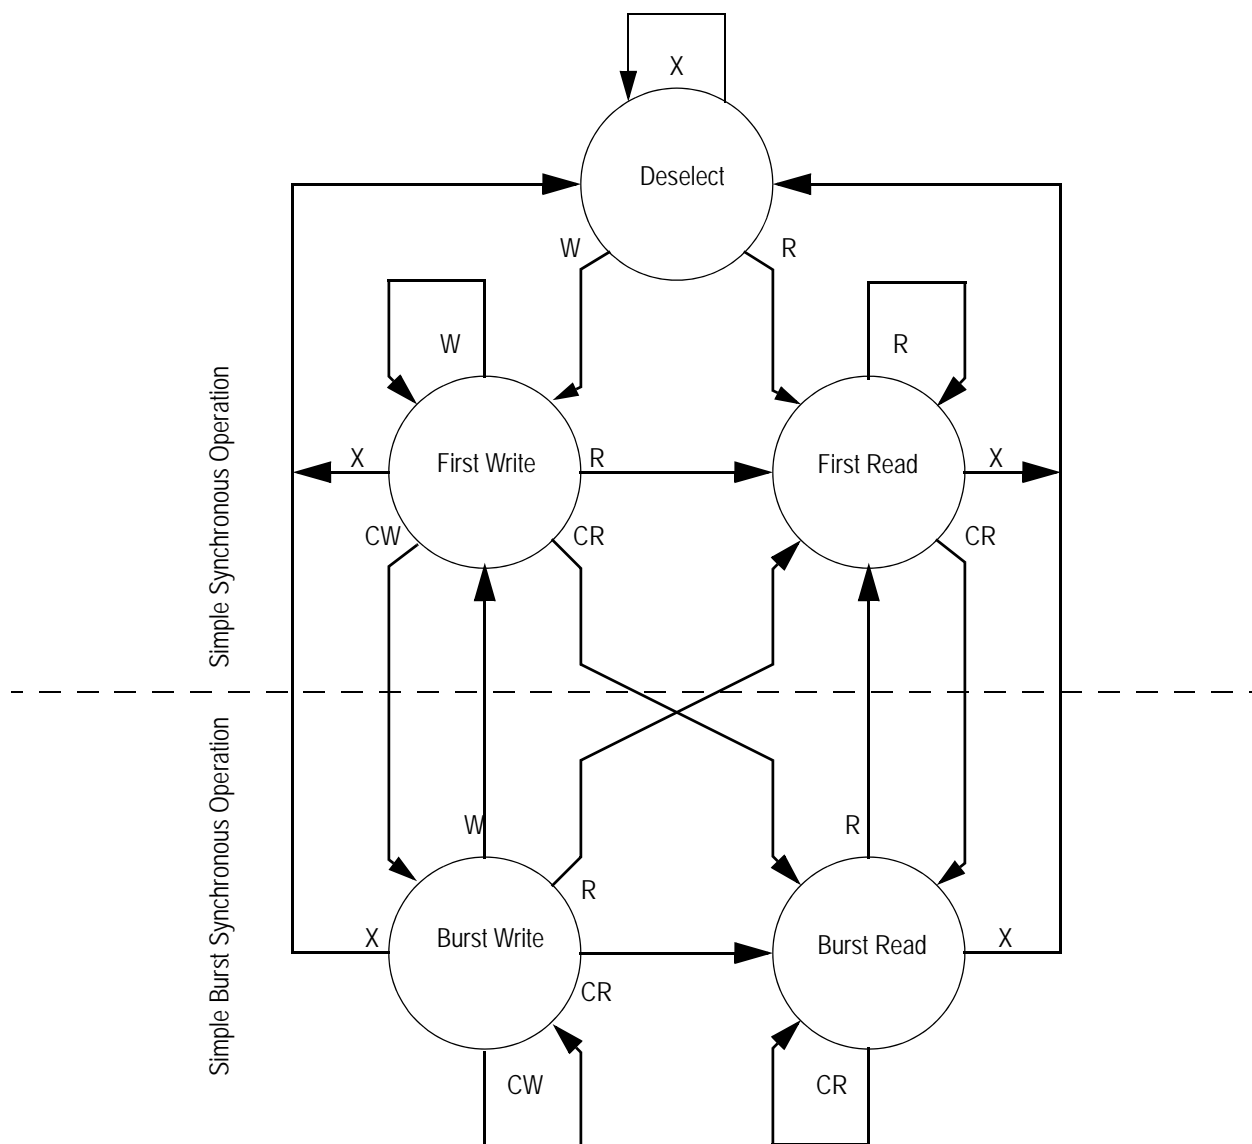 X
Deselect
W
R
W
R
Simple Synchronous Operation
X
First Write
R
First Read
X
CW
CR
CR
Simple Burst Synchronous Operation
W
R
R
X
Burst Write
Burst Read
X
CR
CW
CR